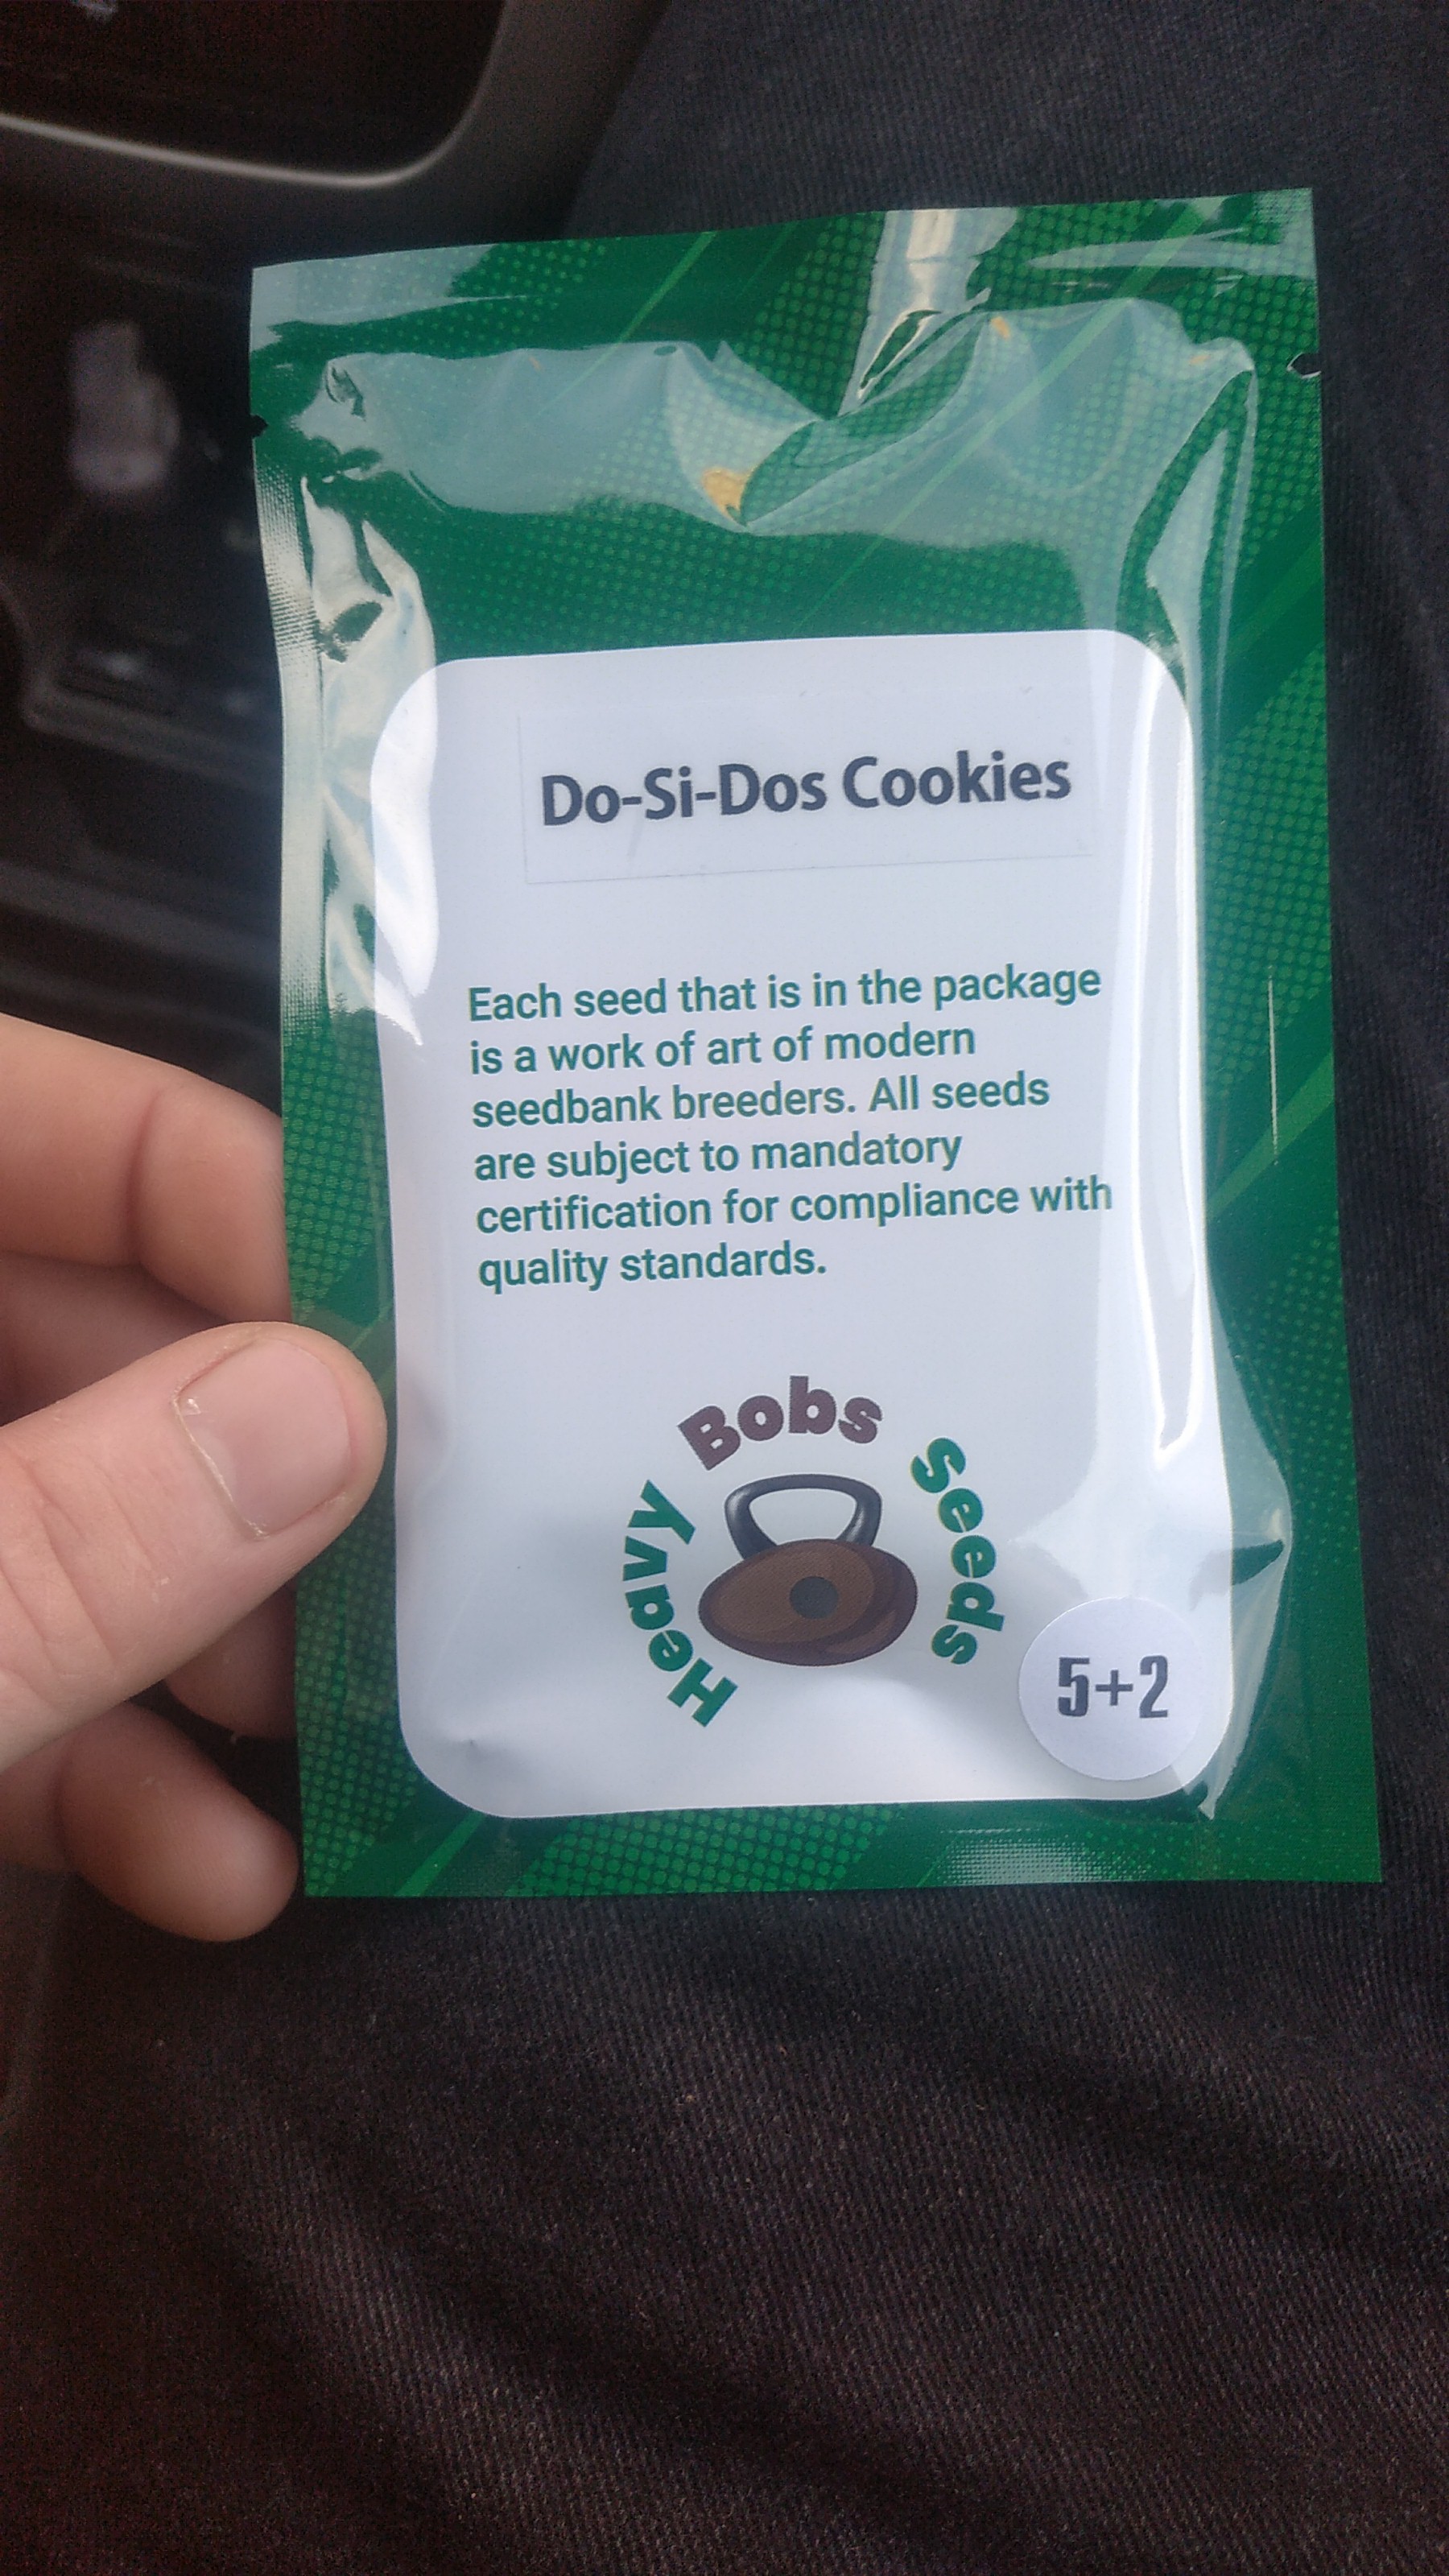 Do-Si-Dos Cookies
Each seed that is in the package
is a work of art of modern
seedbank breeders. All seeds
are subject to mandatory
certification for compliance with
quality standards.
Heavy Bobs Seeds
5+2